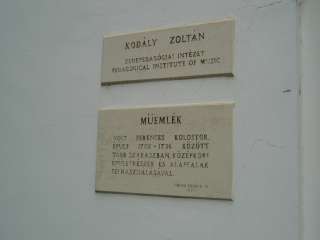 KODÁLY ZOLTÁN
ZENEPEDAGÓGIAI INTÉZET
PEDAGOGICAL INSTITUTE OF MUSIC
MŰEMLÉK
VOLT FERENCES KOLOSTOR,
ÉPÜLT 1702-1736 KÖZÖTT
TÖBB SZAKASZBAN, KÖZÉPKORI
ÉPÜLETRÉSZEK ÉS ALAPFALAK
FELHASZNÁLÁSÁVAL.